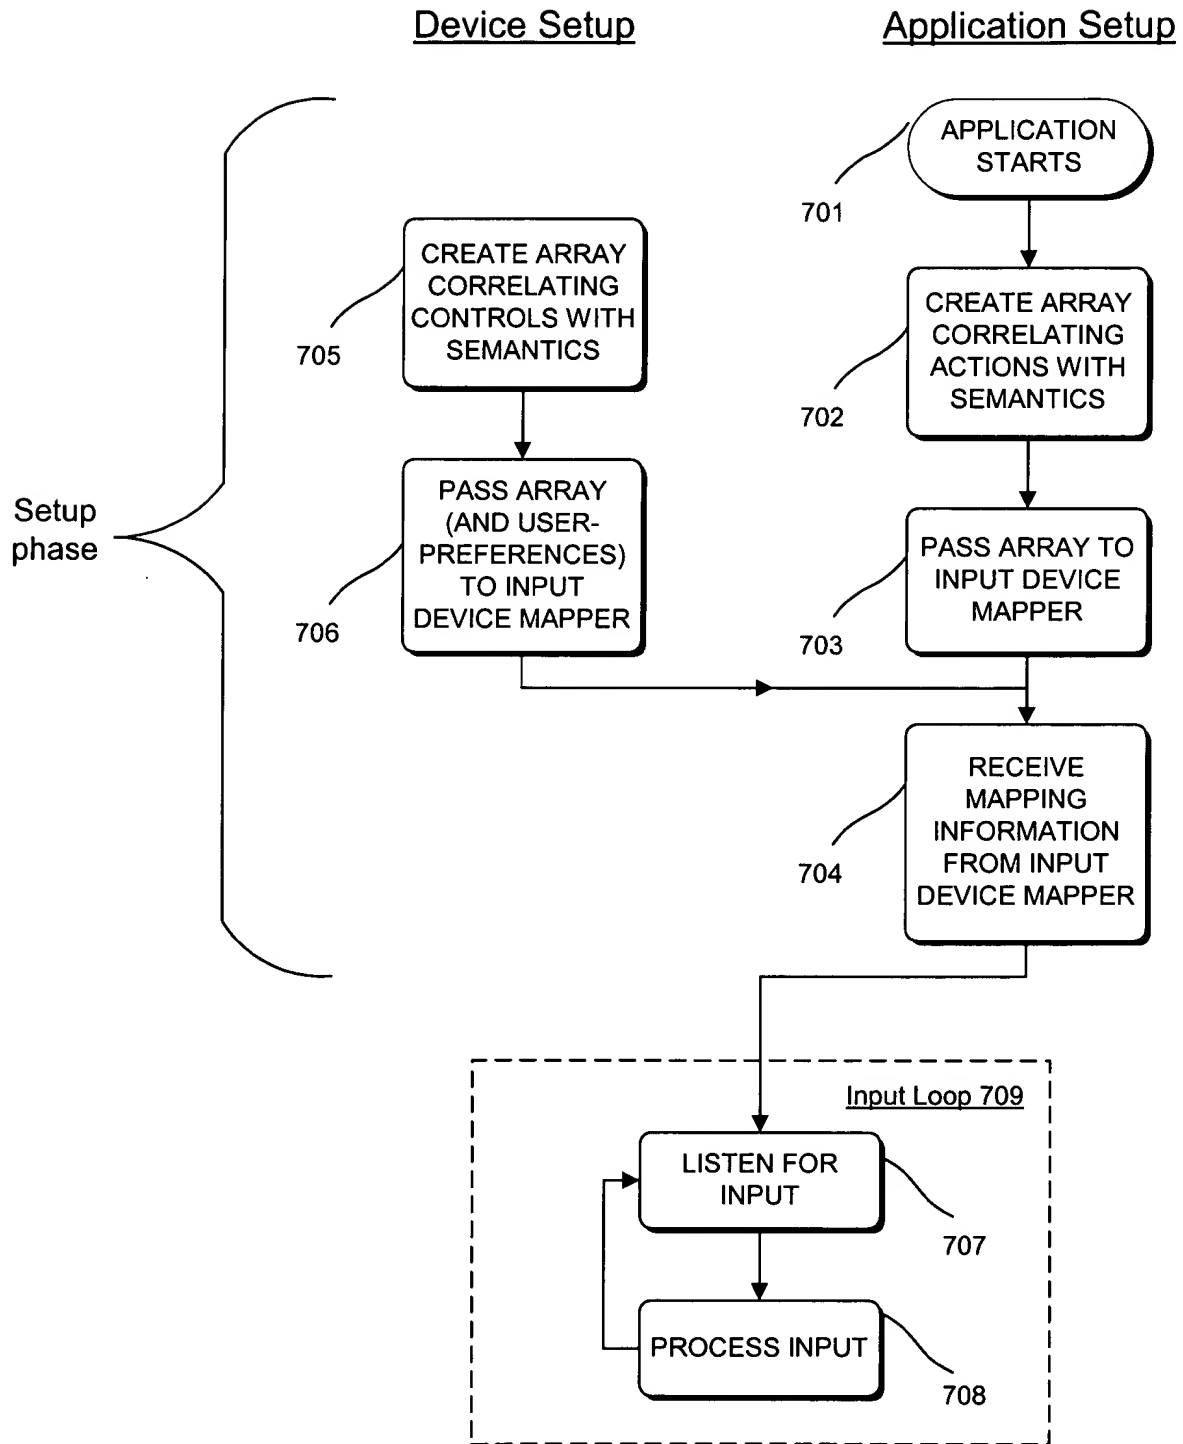 Device Setup
Application Setup
APPLICATION
STARTS
701
CREATE ARRAY
CORRELATING
CONTROLS WITH
SEMANTICS
705
CREATE ARRAY
CORRELATING
ACTIONS WITH
SEMANTICS
702
Setup
phase
PASS ARRAY
(AND USER-
PREFERENCES)
TO INPUT
DEVICE MAPPER
706
PASS ARRAY TO
INPUT DEVICE
MAPPER
703
RECEIVE
MAPPING
INFORMATION
FROM INPUT
DEVICE MAPPER
704
Input Loop 709
LISTEN FOR
INPUT
707
PROCESS INPUT
708